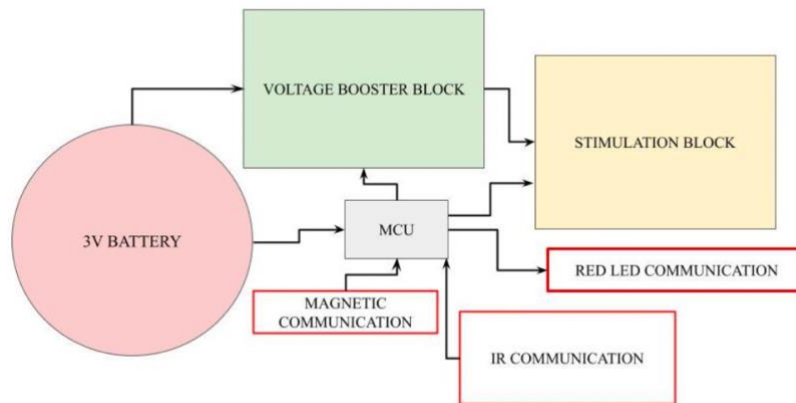 VOLTAGE BOOSTER BLOCK
STIMULATION BLOCK
3V BATTERY
MCU
RED LED COMMUNICATION
MAGNETIC
COMMUNICATION
IR COMMUNICATION